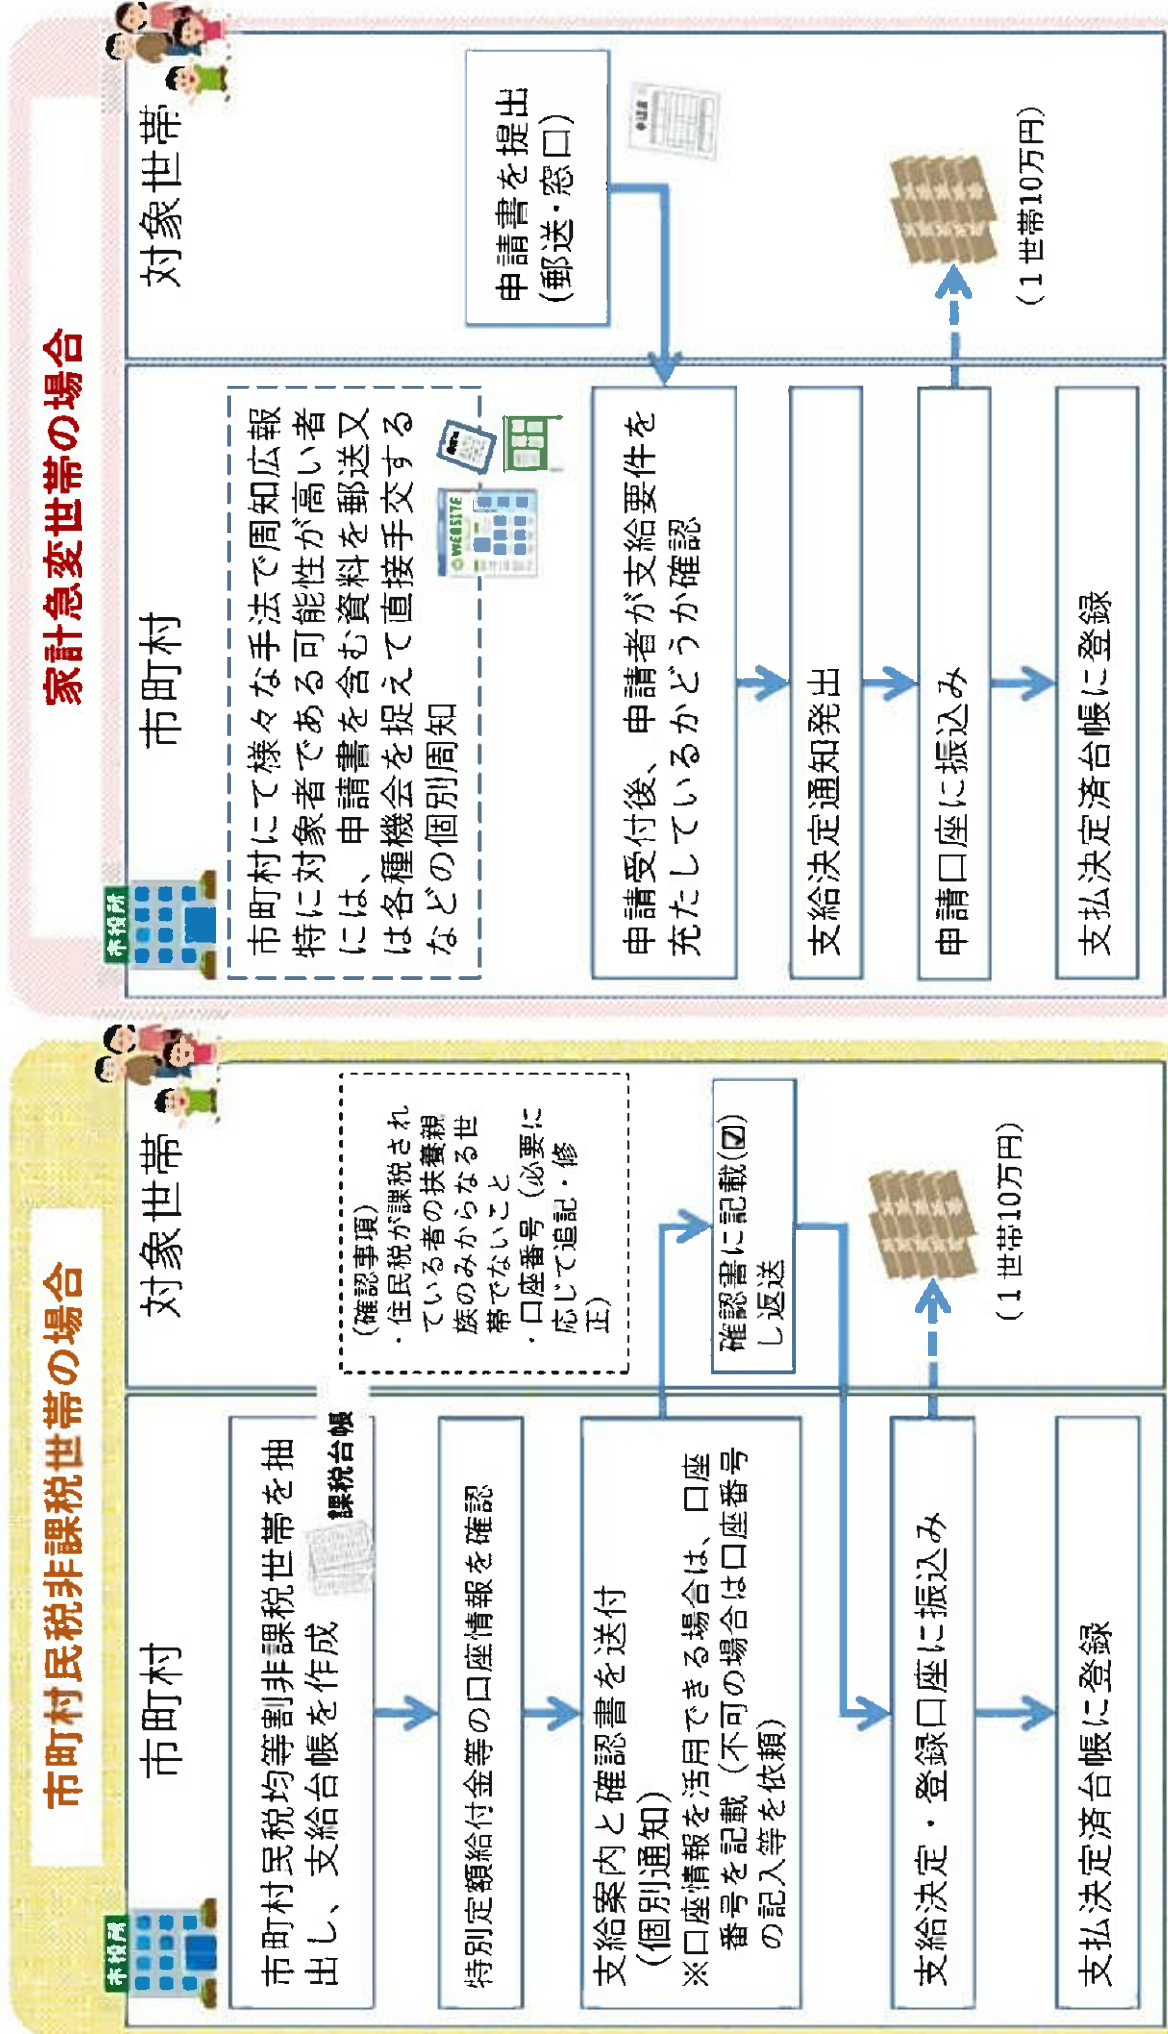 市町村民税非課税世帯の場合
市役所
市町村
市町村民税均等割非課税世帯を抽
出し、支給台帳を作成
課税台帳
特別定額給付金等の口座情報を確認
支給案内と確認書を送付
(個別通知)
※口座情報を活用できる場合は、口座
番号を記載（不可の場合は口座番号
の記入等を依頼）
支給決定・登録口座に振込み
支払決定済台帳に登録
対象世帯
(確認事項)
・住民税が課税され
ている者の扶養親
族のみからなる世
帯でないこと
・口座番号（必要に
応じて追記・修
正）
確認書に記載(☑)
し返送
（１世帯10万円）
家計急変世帯の場合
市役所
市町村
市町村にて様々な手法で周知広報
特に対象者である可能性が高い者
には、申請書を含む資料を郵送又
は各種機会を捉えて直接手交する
などの個別周知
WEBSITE
申請受付後、申請者が支給要件を
充たしているかどうか確認
支給決定通知発出
申請口座に振込み
支払決定済台帳に登録
対象世帯
申請書を提出
(郵送・窓口)
申請書
（１世帯10万円）